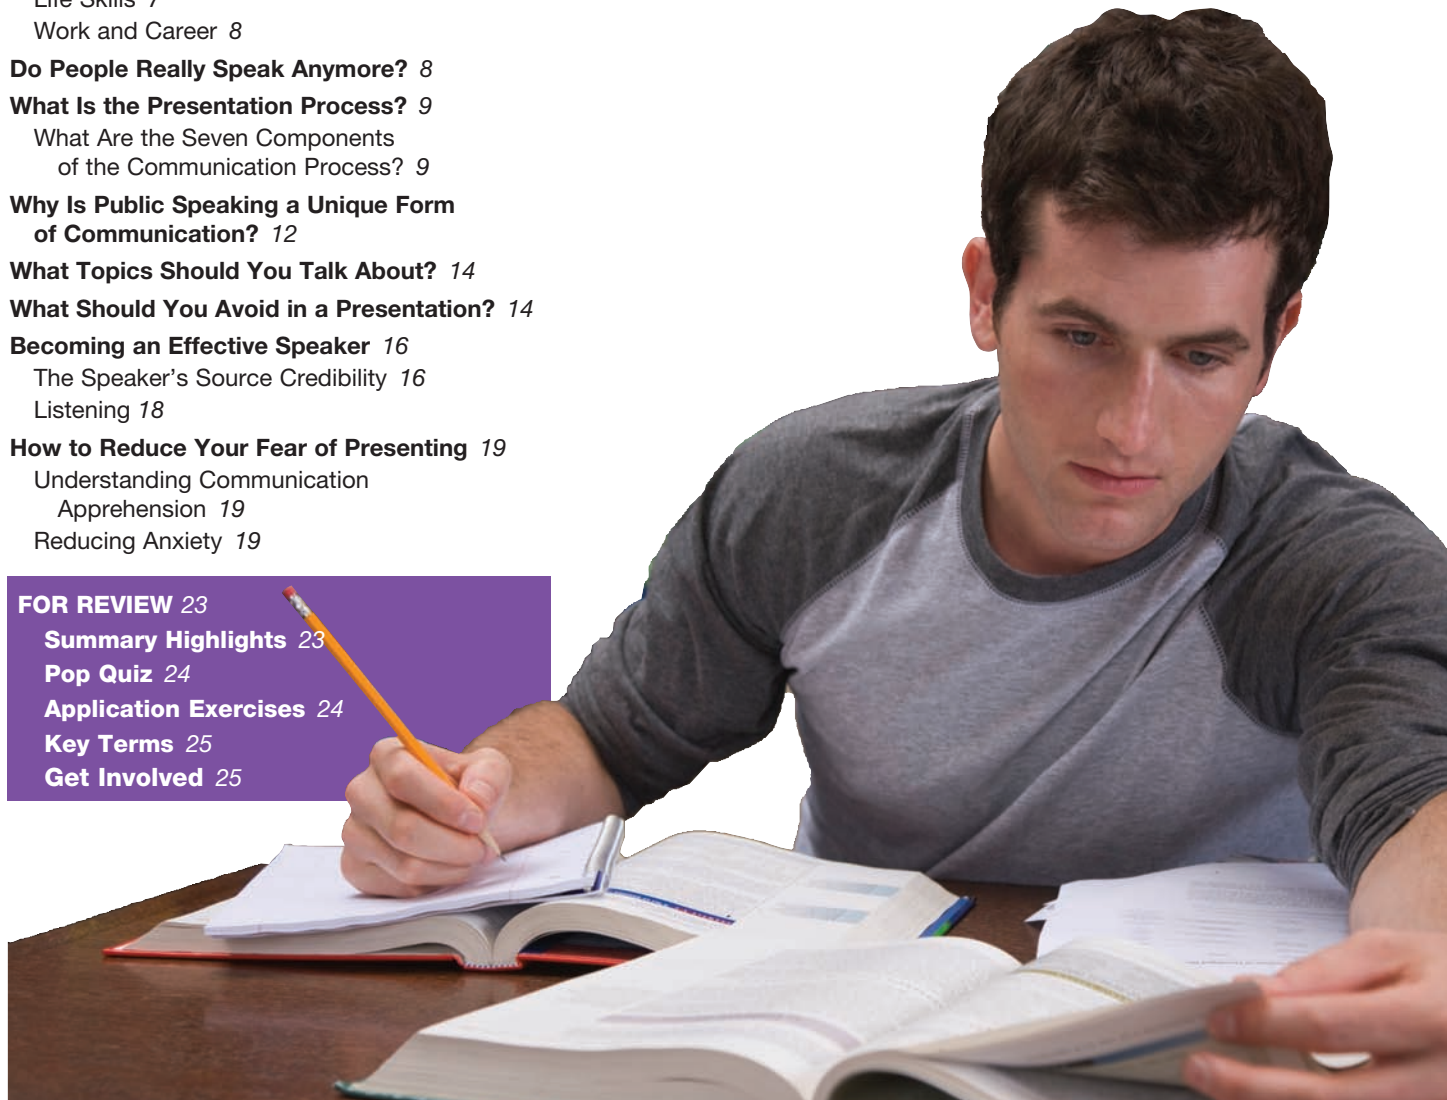 Life Skills 7
Work and Career 8
Do People Really Speak Anymore? 8
What Is the Presentation Process? 9
What Are the Seven Components
of the Communication Process? 9
Why Is Public Speaking a Unique Form
of Communication? 12
What Topics Should You Talk About? 14
What Should You Avoid in a Presentation? 14
Becoming an Effective Speaker 16
The Speaker’s Source Credibility 16
Listening 18
How to Reduce Your Fear of Presenting 19
Understanding Communication
Apprehension 19
Reducing Anxiety 19
FOR REVIEW 23
Summary Highlights 23
Pop Quiz 24
Application Exercises 24
Key Terms 25
Get Involved 25